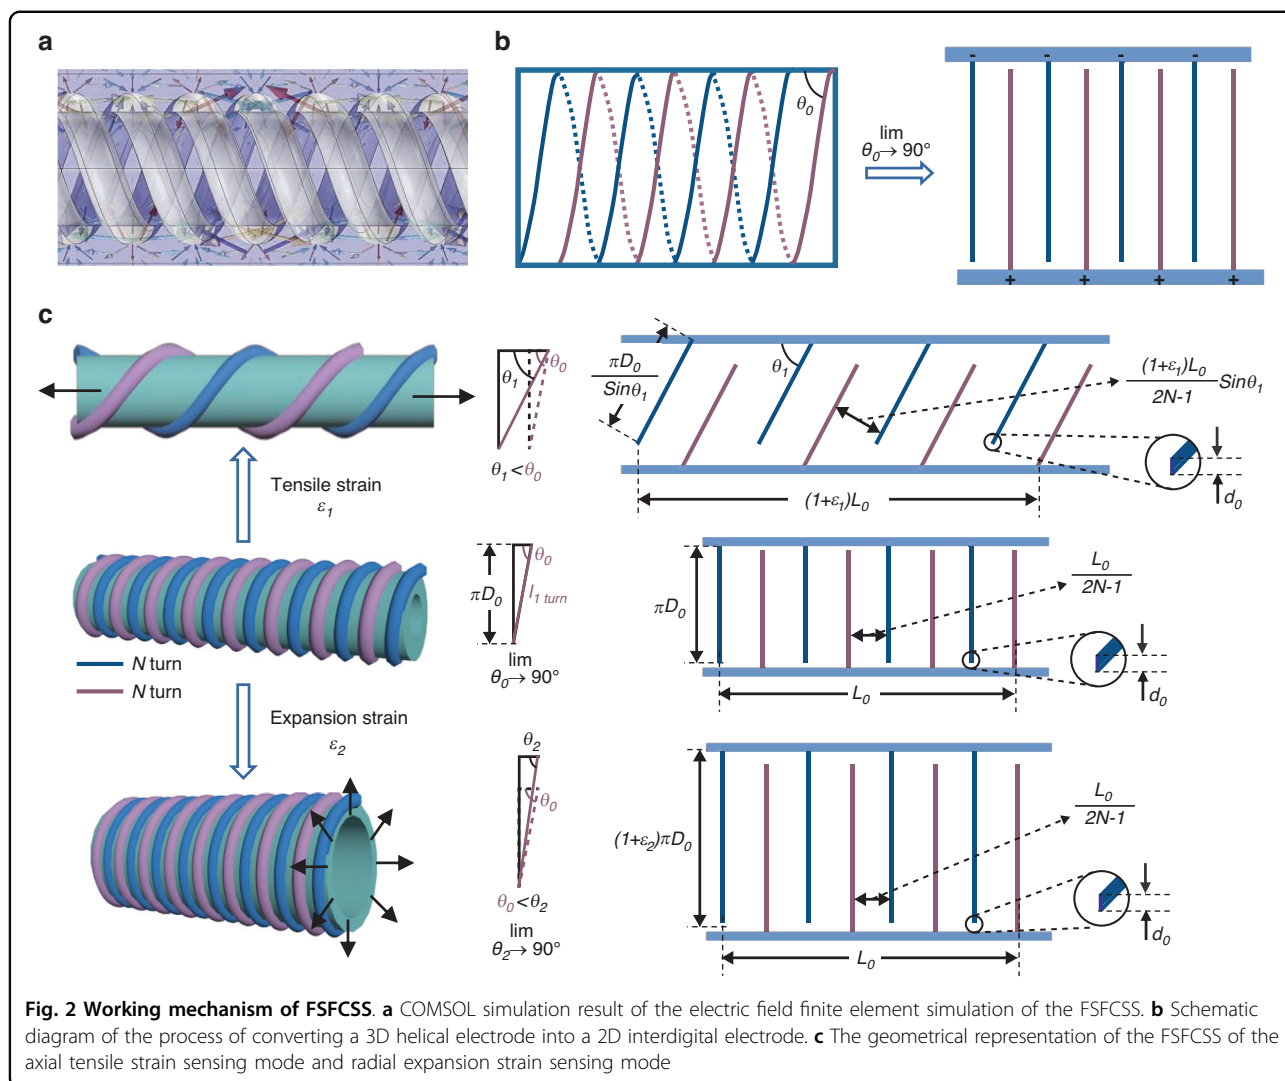 a
b
θ0
lim
θ0→ 90°
- - - -
+ + + +
c
θ1
θ0
θ1 < θ0
πD0
Sinθ1
θ1
(1+ε1)L0
2N-1
Sinθ1
(1+ε1)L0
d0
Tensile strain
ε1
πD0
θ0
l1 turn
lim
θ0→ 90°
πD0
L0
2N-1
L0
d0
N turn
N turn
Expansion strain
ε2
θ2
θ0
θ0 < θ2
lim
θ2→ 90°
(1+ε2)πD0
L0
2N-1
L0
d0
Fig. 2 Working mechanism of FSFCSS. a COMSOL simulation result of the electric field finite element simulation of the FSFCSS. b Schematic
diagram of the process of converting a 3D helical electrode into a 2D interdigital electrode. c The geometrical representation of the FSFCSS of the
axial tensile strain sensing mode and radial expansion strain sensing mode